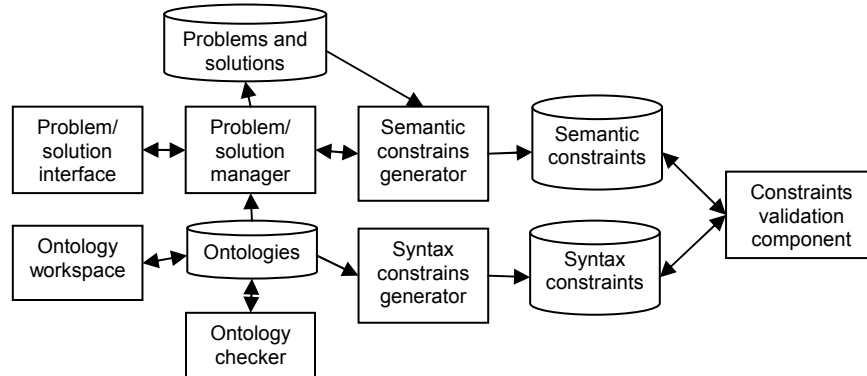 Problems and
solutions
Problem/
solution
interface
Problem/
solution
manager
Semantic
constrains
generator
Semantic
constraints
Constraints
validation
component
Ontology
workspace
Ontologies
Syntax
constrains
generator
Syntax
constraints
Ontology
checker